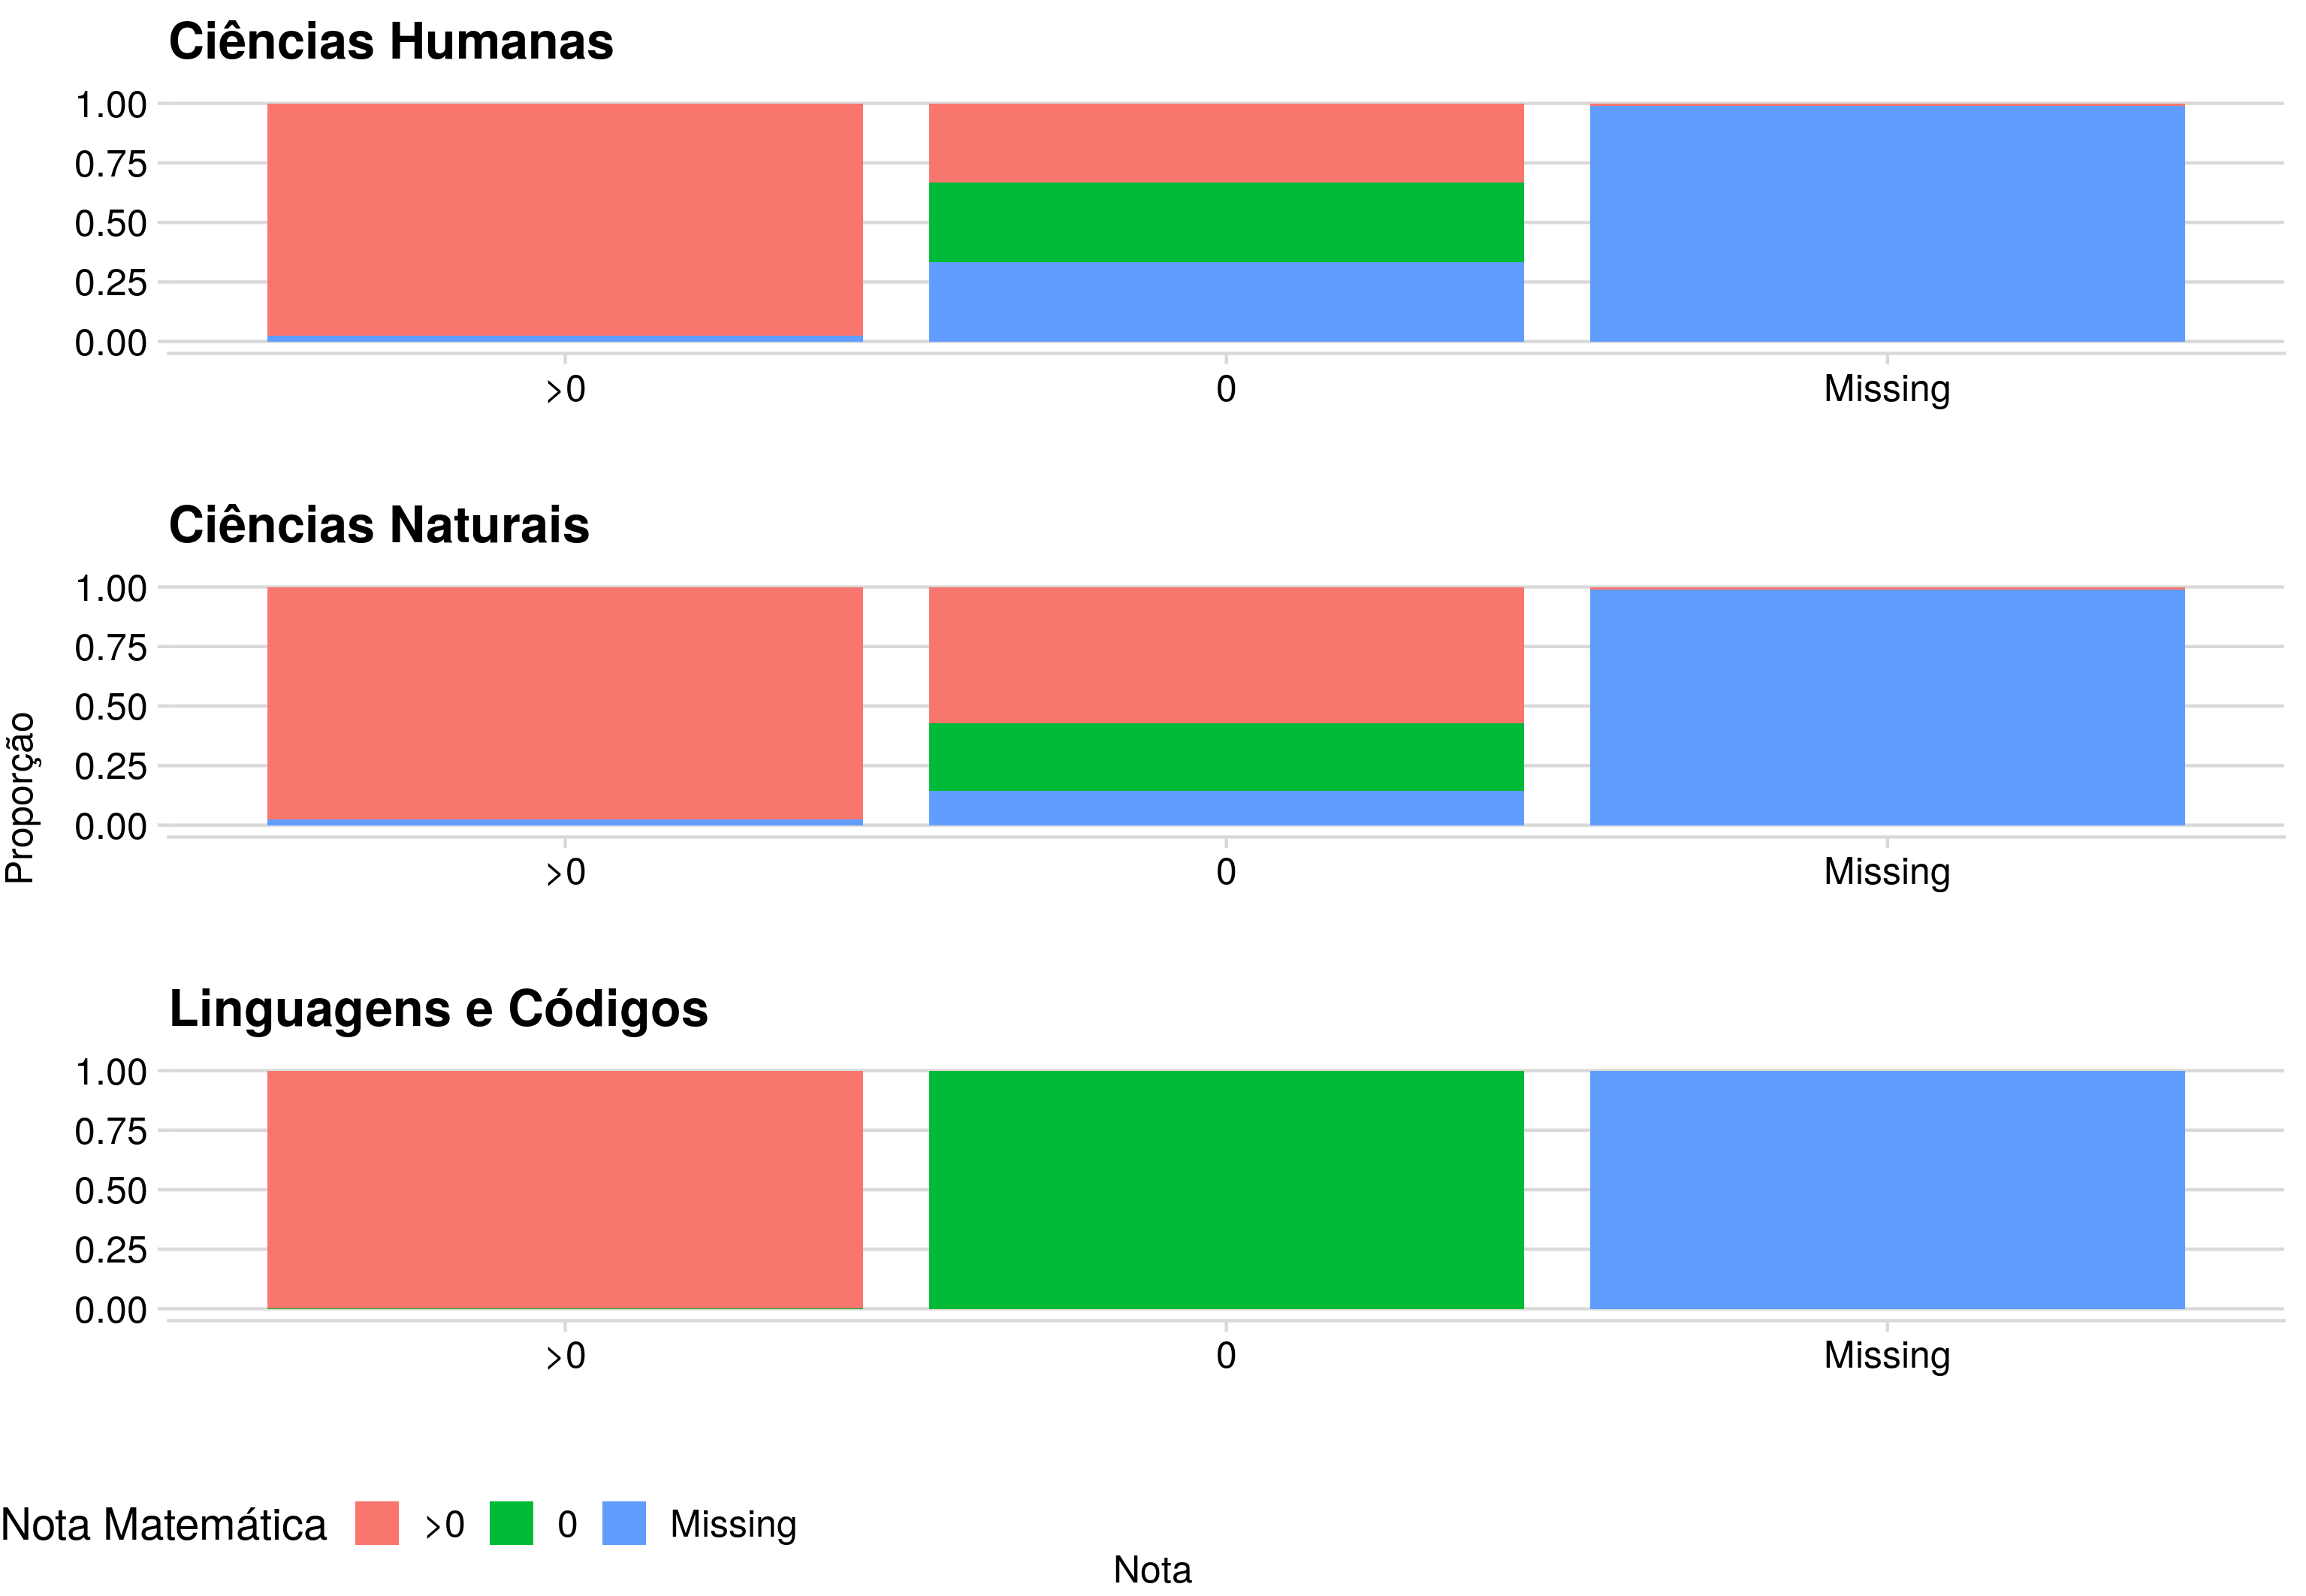 Ciências Humanas
1.00
0.75
0.50
0.25
0.00
>0 0 Missing
Ciências Naturais
1.00
0.75
0.50
0.25
0.00
>0 0 Missing
Proporção
Linguagens e Códigos
1.00
0.75
0.50
0.25
0.00
>0 0 Missing
Nota Matemática >0 0 Missing
Nota